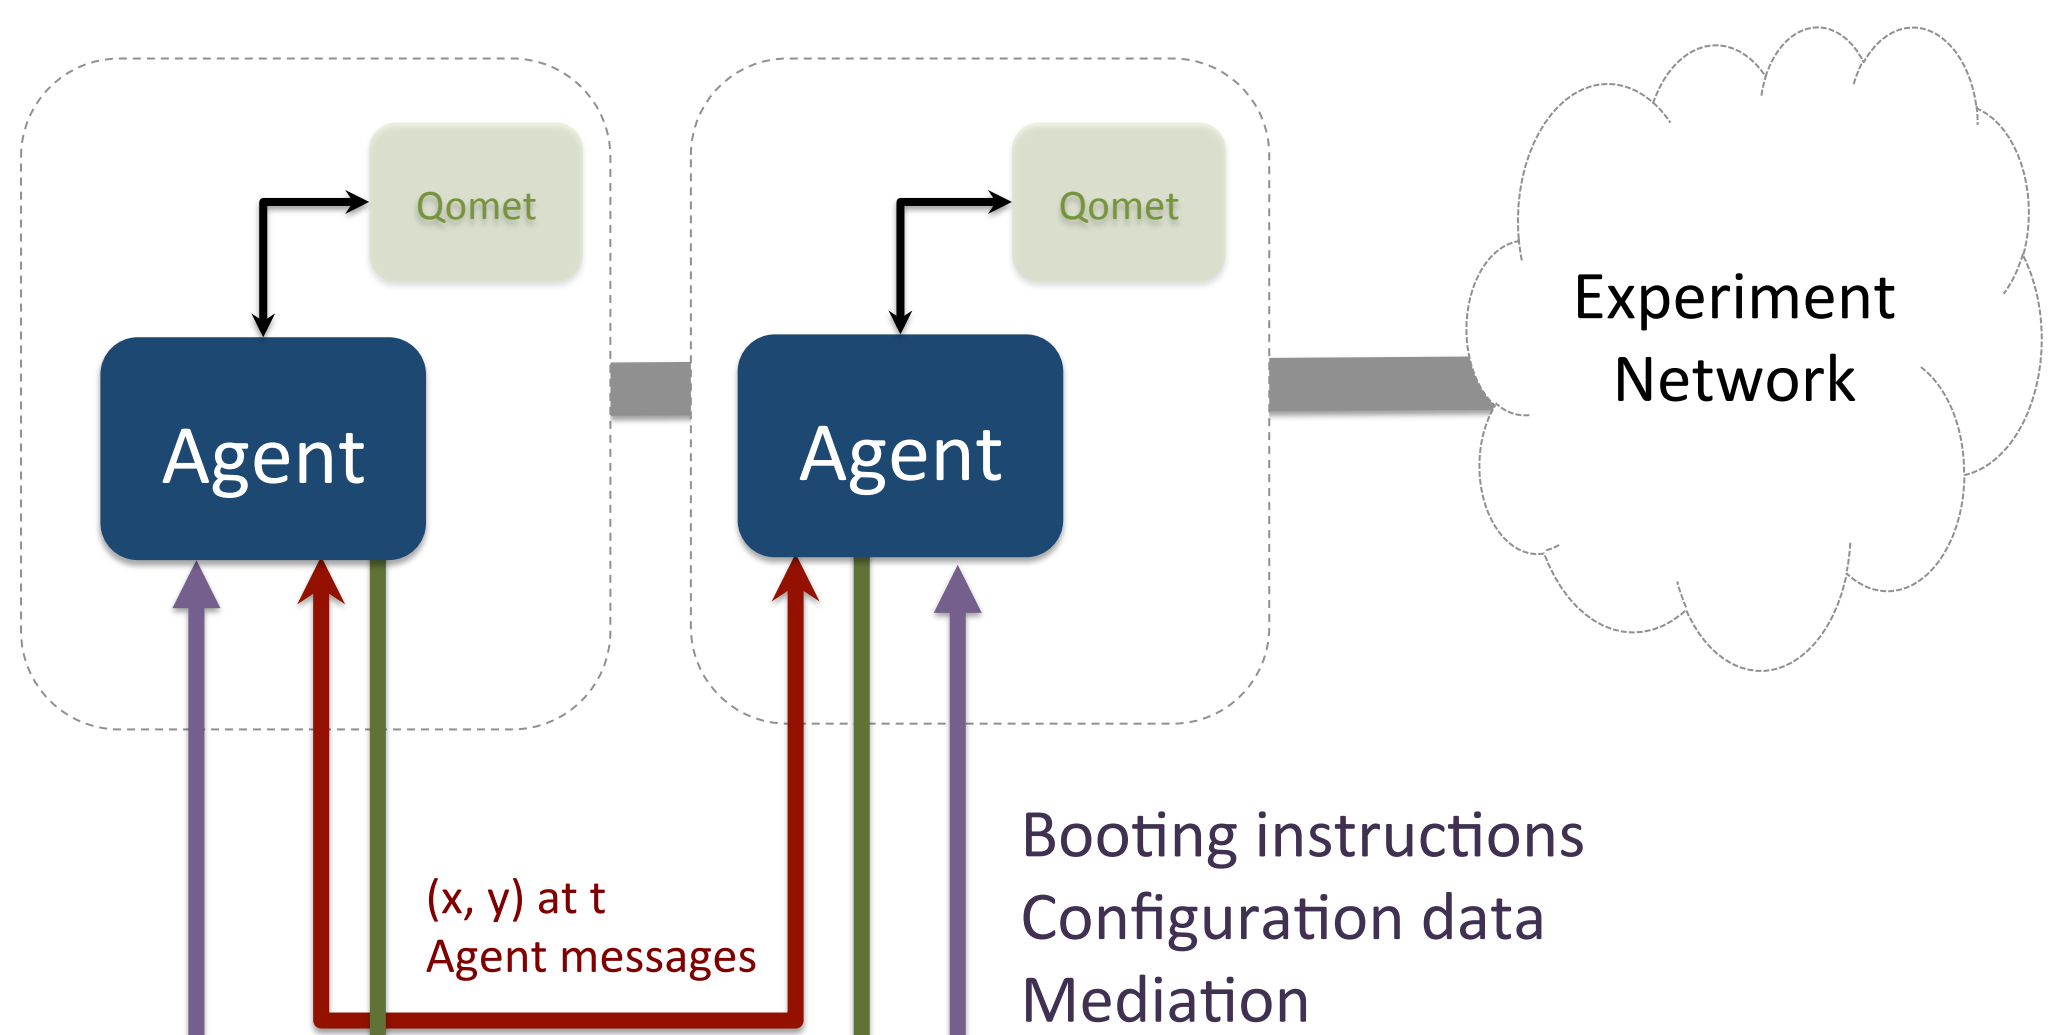 Qomet
Qomet
Experiment
Network
Agent
Agent
(x, y) at t
Agent messages
Booting instructions
Configuration data
Mediation